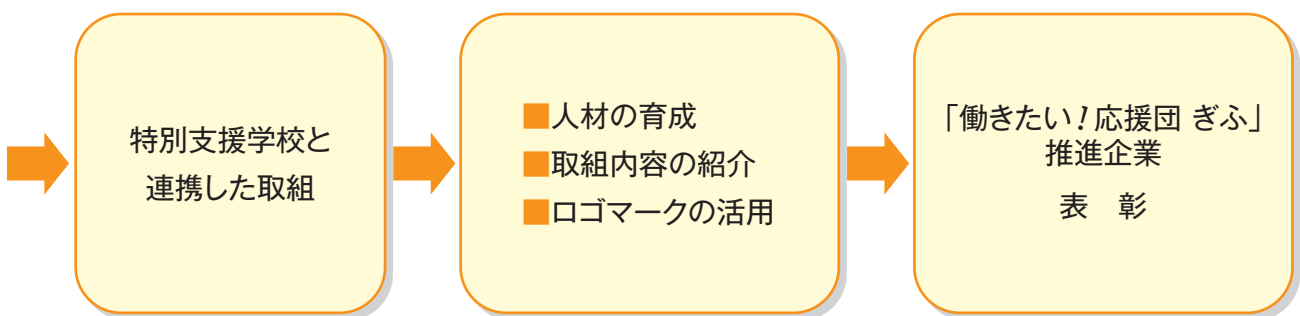 特別支援学校と
連携した取組
■人材の育成
■取組内容の紹介
■ロゴマークの活用
「働きたい!応援団 ぎふ」
推進企業
表　彰